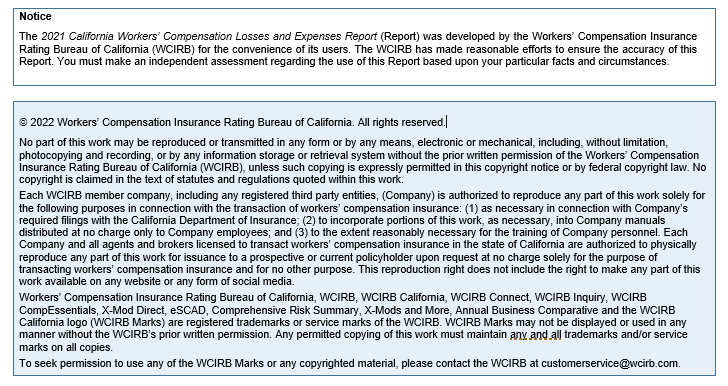 Notice
The 2021 California Workers’ Compensation Losses and Expenses Report (Report) was developed by the Workers’ Compensation Insurance
Rating Bureau of California (WCIRB) for the convenience of its users. The WCIRB has made reasonable efforts to ensure the accuracy of this
Report. You must make an independent assessment regarding the use of this Report based upon your particular facts and circumstances.
© 2022 Workers’ Compensation Insurance Rating Bureau of California. All rights reserved.
No part of this work may be reproduced or transmitted in any form or by any means, electronic or mechanical, including, without limitation,
photocopying and recording, or by any information storage or retrieval system without the prior written permission of the Workers’ Compensation
Insurance Rating Bureau of California (WCIRB), unless such copying is expressly permitted in this copyright notice or by federal copyright law. No
copyright is claimed in the text of statutes and regulations quoted within this work.
Each WCIRB member company, including any registered third party entities, (Company) is authorized to reproduce any part of this work solely for
the following purposes in connection with the transaction of workers’ compensation insurance: (1) as necessary in connection with Company’s
required filings with the California Department of Insurance; (2) to incorporate portions of this work, as necessary, into Company manuals
distributed at no charge only to Company employees; and (3) to the extent reasonably necessary for the training of Company personnel. Each
Company and all agents and brokers licensed to transact workers’ compensation insurance in the state of California are authorized to physically
reproduce any part of this work for issuance to a prospective or current policyholder upon request at no charge solely for the purpose of
transacting workers’ compensation insurance and for no other purpose. This reproduction right does not include the right to make any part of this
work available on any website or any form of social media.
Workers’ Compensation Insurance Rating Bureau of California, WCIRB, WCIRB California, WCIRB Connect, WCIRB Inquiry, WCIRB
CompEssentials, X-Mod Direct, eSCAD, Comprehensive Risk Summary, X-Mods and More, Annual Business Comparative and the WCIRB
California logo (WCIRB Marks) are registered trademarks or service marks of the WCIRB. WCIRB Marks may not be displayed or used in any
manner without the WCIRB’s prior written permission. Any permitted copying of this work must maintain any and all trademarks and/or service
marks on all copies.
To seek permission to use any of the WCIRB Marks or any copyrighted material, please contact the WCIRB at customerservice@wcirb.com.